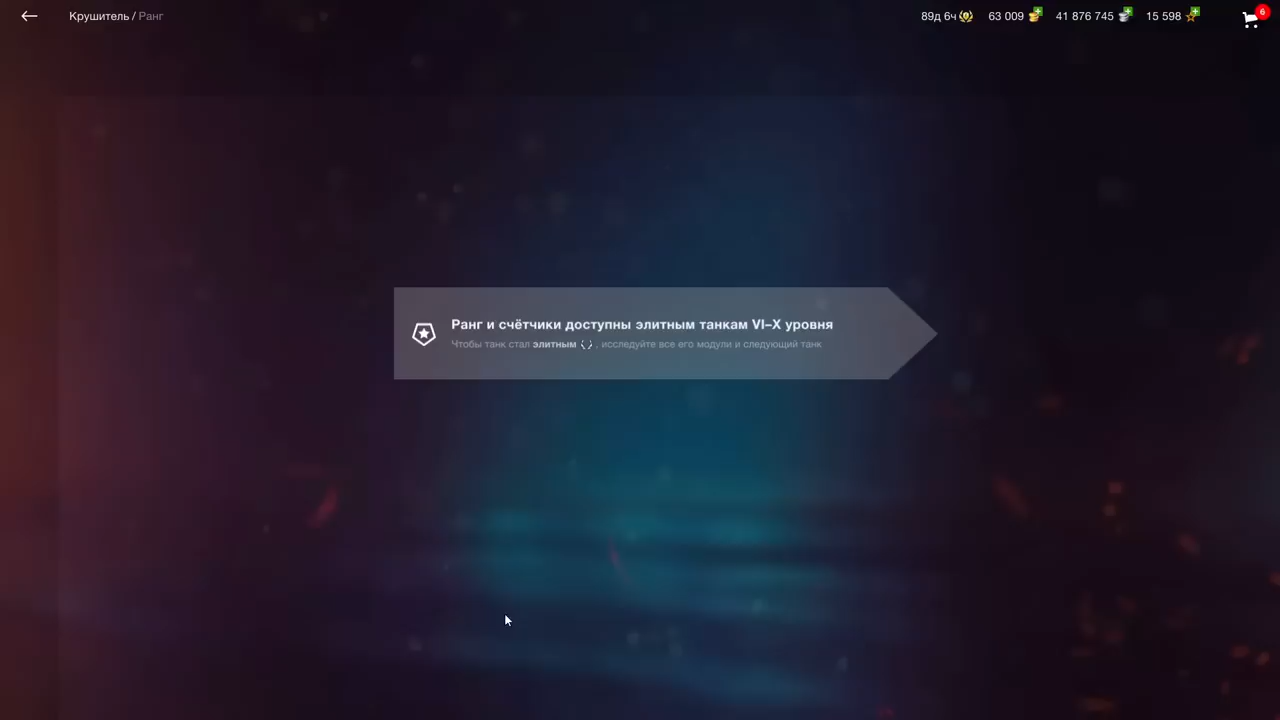 Крушитель / Ранг
89д 6ч 63 009 41 876 745 15 598 6
Ранг и счётчики доступны элитным танкам VI–X уровня
Чтобы танк стал элитным , исследуйте все его модули и следующий танк